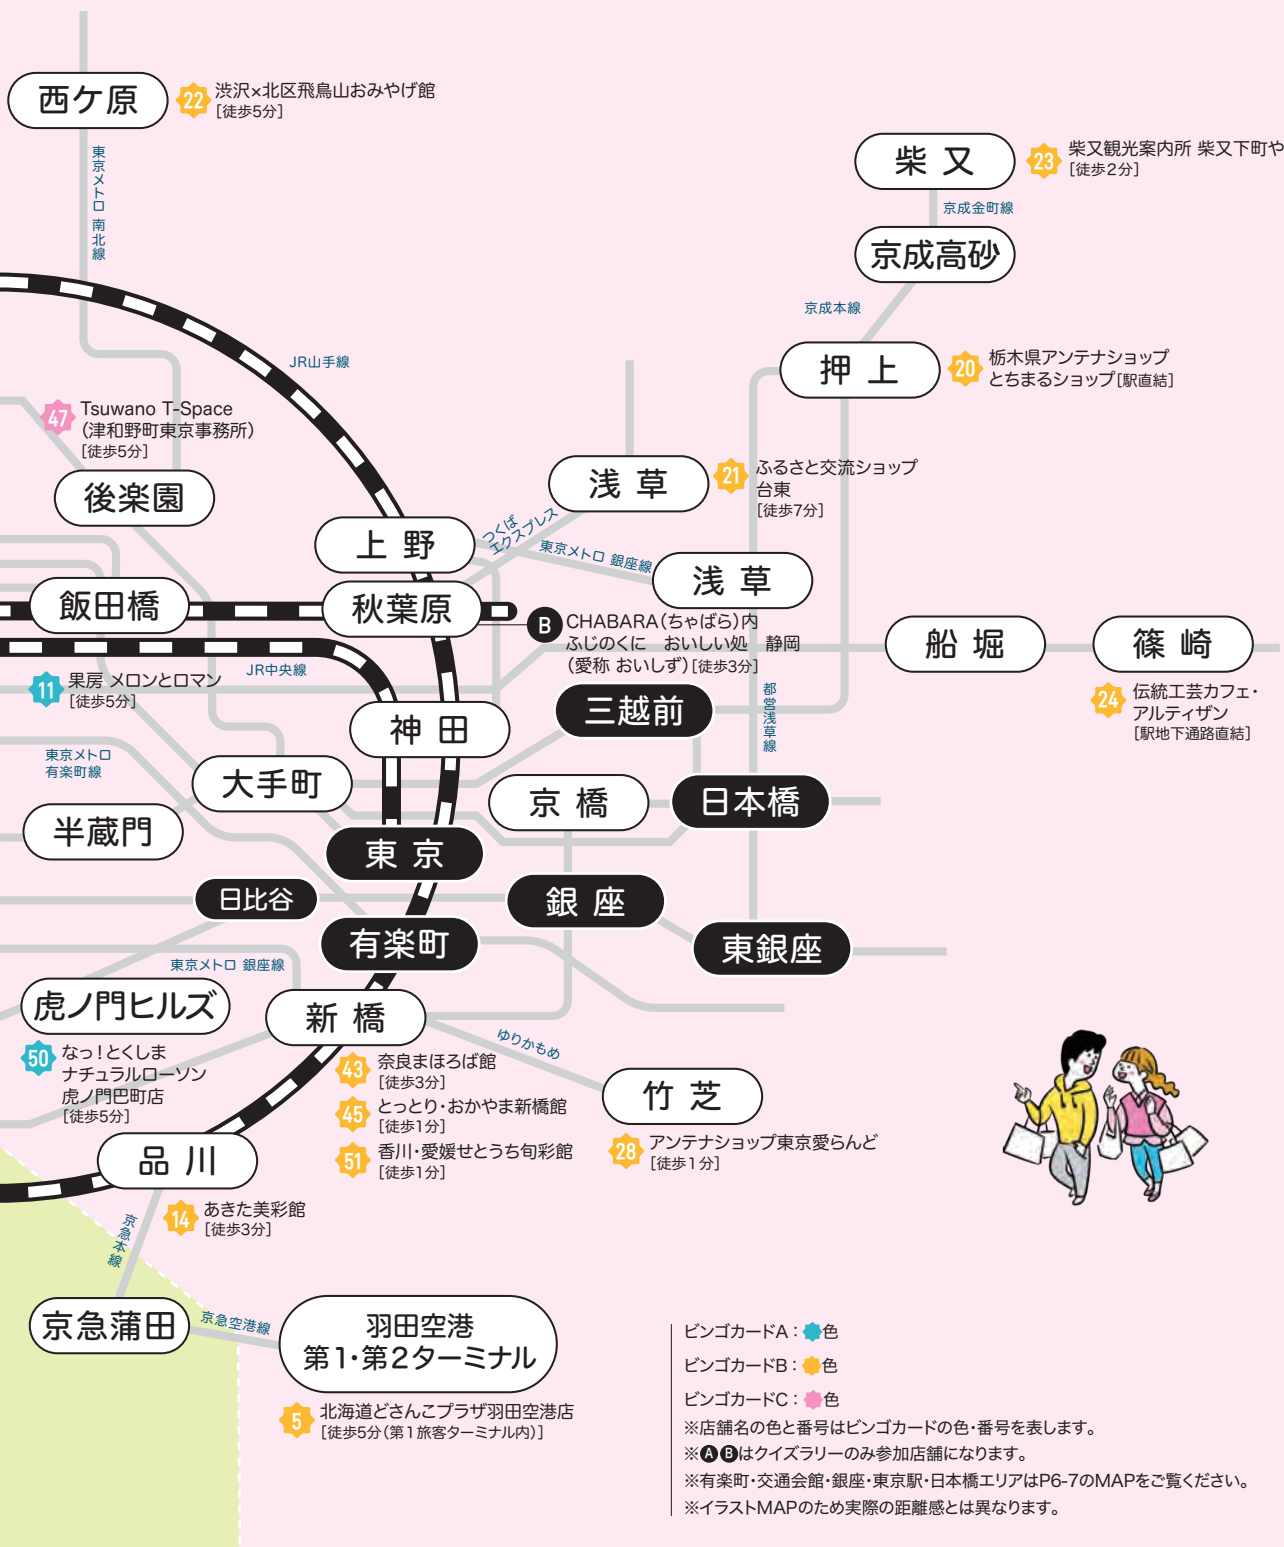 西ケ原
22
渋沢×北区飛鳥山おみやげ館
[徒歩5分]
東京メトロ 南北線
柴又
23
柴又観光案内所 柴又下町や
[徒歩2分]
京成金町線
京成高砂
京成本線
JR山手線
押上
20
栃木県アンテナショップ
とちまるショップ[駅直結]
47
Tsuwano T-Space
(津和野町東京事務所)
[徒歩5分]
後楽園
浅草
21
ふるさと交流ショップ
台東
[徒歩7分]
上野
つくば
エクスプレス
東京メトロ 銀座線
浅草
飯田橋
秋葉原
B
CHABARA(ちゃばら)内
ふじのくに おいしい処 静岡
(愛称 おいしず)[徒歩3分]
船堀
篠崎
24
伝統工芸カフェ・
アルティザン
[駅地下通路直結]
JR中央線
11
果房 メロンとロマン
[徒歩5分]
都営浅草線
三越前
神田
東京メトロ
有楽町線
大手町
京橋
日本橋
半蔵門
東京
日比谷
銀座
有楽町
東銀座
東京メトロ 銀座線
虎ノ門ヒルズ
50
なっ!とくしま
ナチュラルローソン
虎ノ門巴町店
[徒歩5分]
新橋
43
奈良まほろば館
[徒歩3分]
45
とっとり・おかやま新橋館
[徒歩1分]
51
香川・愛媛せとうち旬彩館
[徒歩1分]
ゆりかもめ
竹芝
28
アンテナショップ東京愛らんど
[徒歩1分]
品川
14
あきた美彩館
[徒歩3分]
京急本線
京急蒲田
京急空港線
羽田空港
第1・第2ターミナル
5
北海道どさんこプラザ羽田空港店
[徒歩5分(第1旅客ターミナル内)]
ビンゴカードA:色
ビンゴカードB:色
ビンゴカードC:色
※店舗名の色と番号はビンゴカードの色・番号を表します。
※ABはクイズラリーのみ参加店舗になります。
※有楽町・交通会館・銀座・東京駅・日本橋エリアはP6-7のMAPをご覧ください。
※イラストMAPのため実際の距離感とは異なります。